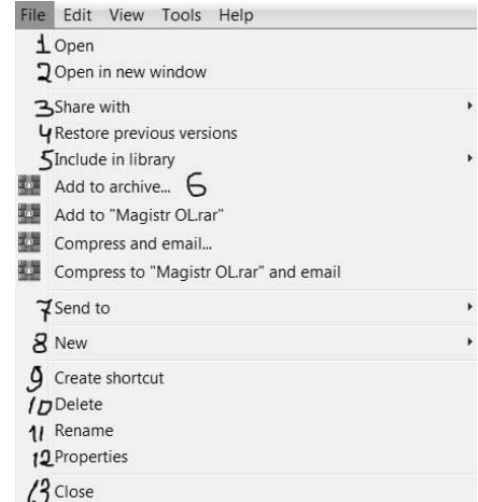 File Edit View Tools Help
1 Open
2 Open in new window
3 Share with
4 Restore previous versions
5 Include in library
Add to archive... 6
Add to "Magistr OL.rar"
Compress and email...
Compress to "Magistr OL.rar" and email
7 Send to
8 New
9 Create shortcut
10 Delete
11 Rename
12 Properties
13 Close